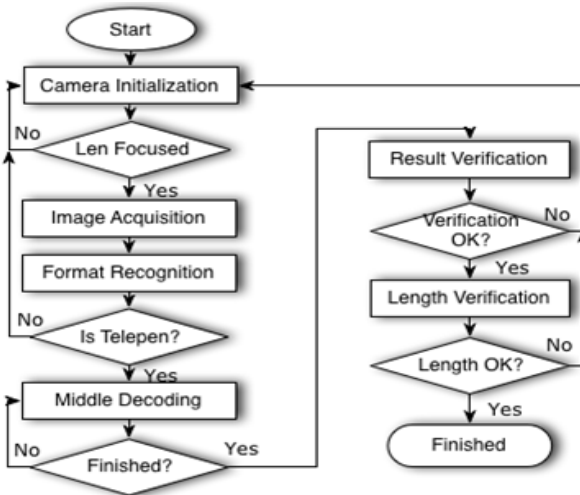 Start
Camera Initialization
No
Len Focused
Yes
Image Acquisition
Format Recognition
No
Is Telepen?
Yes
Middle Decoding
No
Finished?
Yes
Result Verification
Verification
OK?
No
Yes
Length Verification
Length OK?
No
Yes
Finished